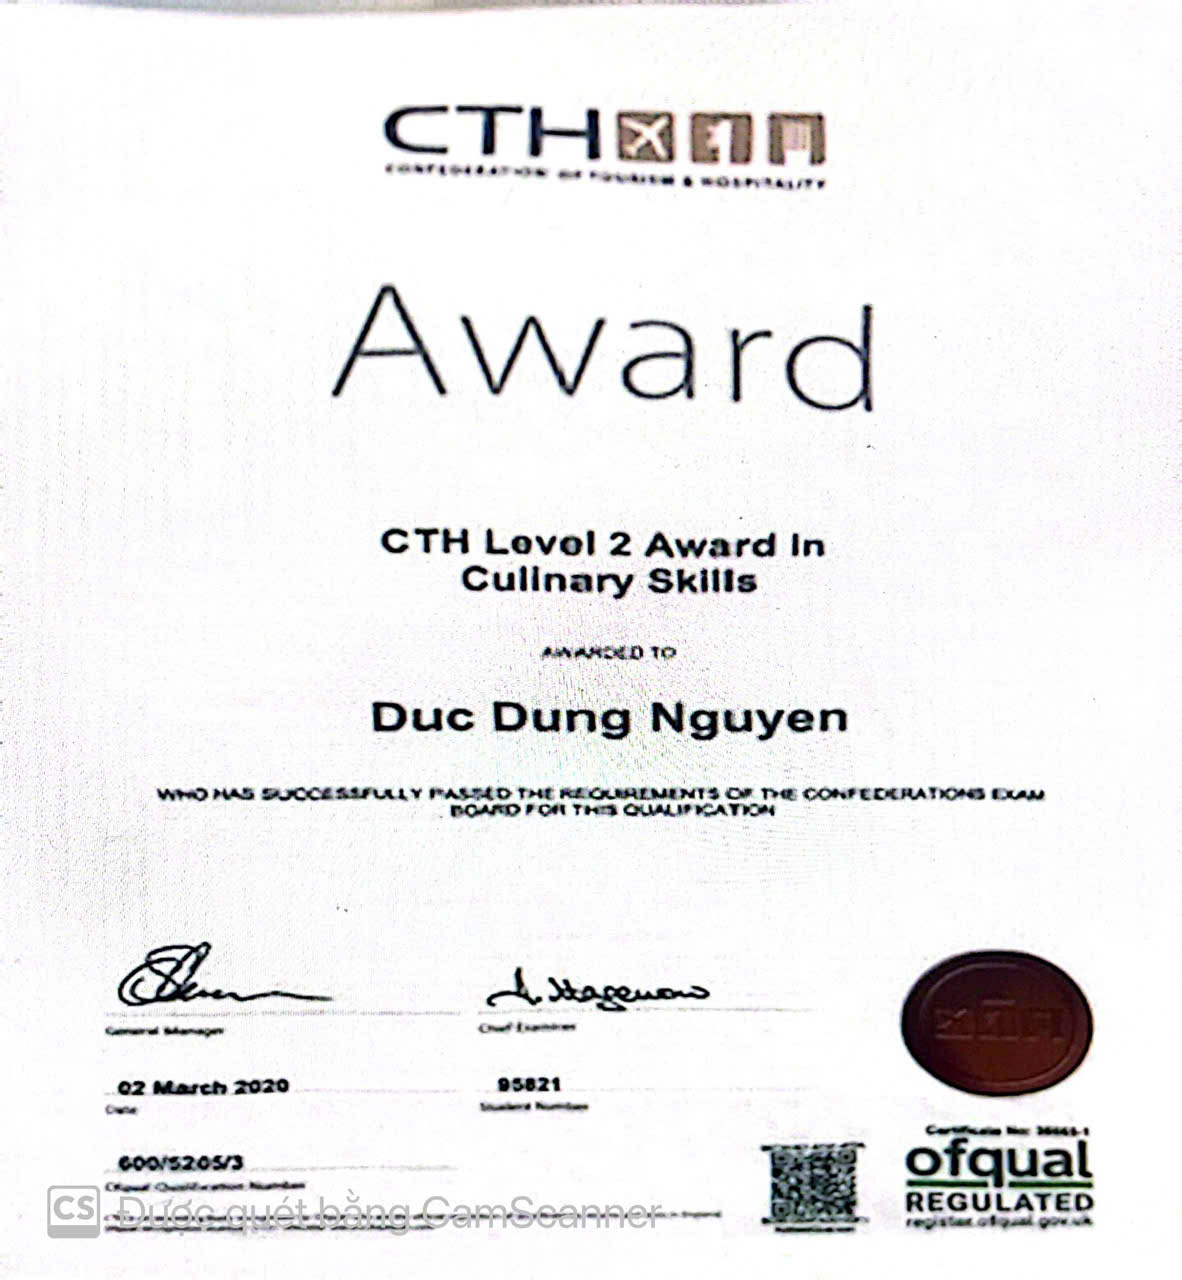 CTH
CONFEDERATION OF TOURISM & HOSPITALITY
Award
CTH Level 2 Award In
Culinary Skills
AWARDED TO
Duc Dung Nguyen
WHO HAS SUCCESSFULLY PASSED THE REQUIREMENTS OF THE CONFEDERATIONS EXAM
BOARD FOR THIS QUALIFICATION
General Manager
Chief Examiner
02 March 2020
95821
Date
Student Number
Certificate No:
600/5205/3
Ofqual Qualification Number
ofqual
REGULATED
register.ofqual.gov.uk
CS Được quét bằng CamScanner